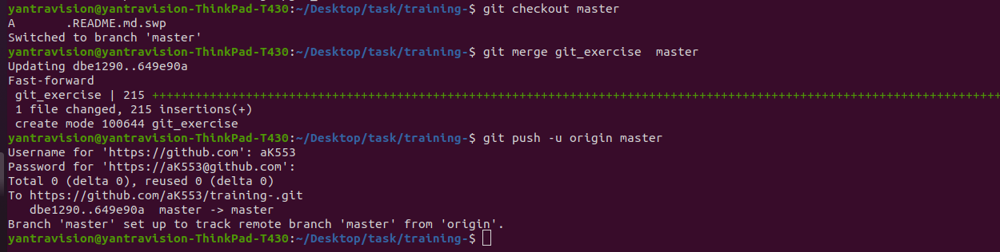 yantravision@yantravision-ThinkPad-T430:~/Desktop/task/training-$ git checkout master
A       .README.md.swp
Switched to branch 'master'
yantravision@yantravision-ThinkPad-T430:~/Desktop/task/training-$ git merge git_exercise  master
Updating dbe1290..649e90a
Fast-forward
 git_exercise | 215 +++++++++++++++++++++++++++++++++++++++++++++++++++++++++++++++++++++++++++++++++++++++++++++++++++++++++++++++++++++
 1 file changed, 215 insertions(+)
 create mode 100644 git_exercise
yantravision@yantravision-ThinkPad-T430:~/Desktop/task/training-$ git push -u origin master
Username for 'https://github.com': aK553
Password for 'https://aK553@github.com':
Total 0 (delta 0), reused 0 (delta 0)
To https://github.com/aK553/training-.git
   dbe1290..649e90a  master -> master
Branch 'master' set up to track remote branch 'master' from 'origin'.
yantravision@yantravision-ThinkPad-T430:~/Desktop/task/training-$